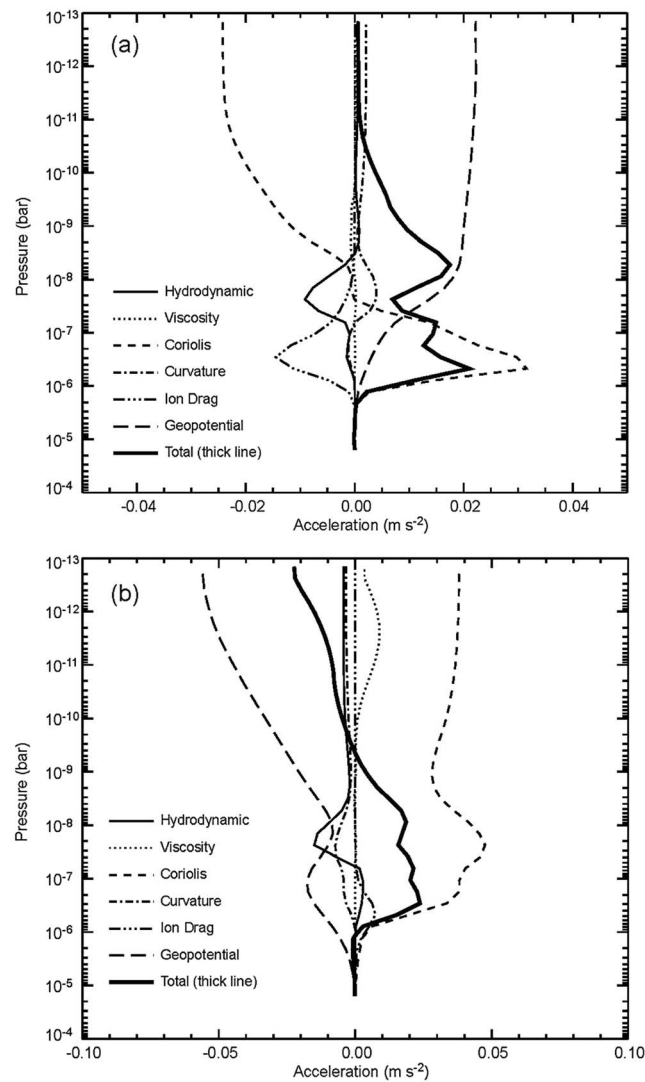 (a)
10-13
10-12
10-11
10-10
10-9
10-8
10-7
10-6
10-5
10-4
Pressure (bar)
Hydrodynamic
Viscosity
Coriolis
Curvature
Ion Drag
Geopotential
Total (thick line)
-0.04 -0.02 0.00 0.02 0.04
Acceleration (m s-2)
(b)
10-13
10-12
10-11
10-10
10-9
10-8
10-7
10-6
10-5
10-4
Pressure (bar)
Hydrodynamic
Viscosity
Coriolis
Curvature
Ion Drag
Geopotential
Total (thick line)
-0.10 -0.05 0.00 0.05 0.10
Acceleration (m s-2)